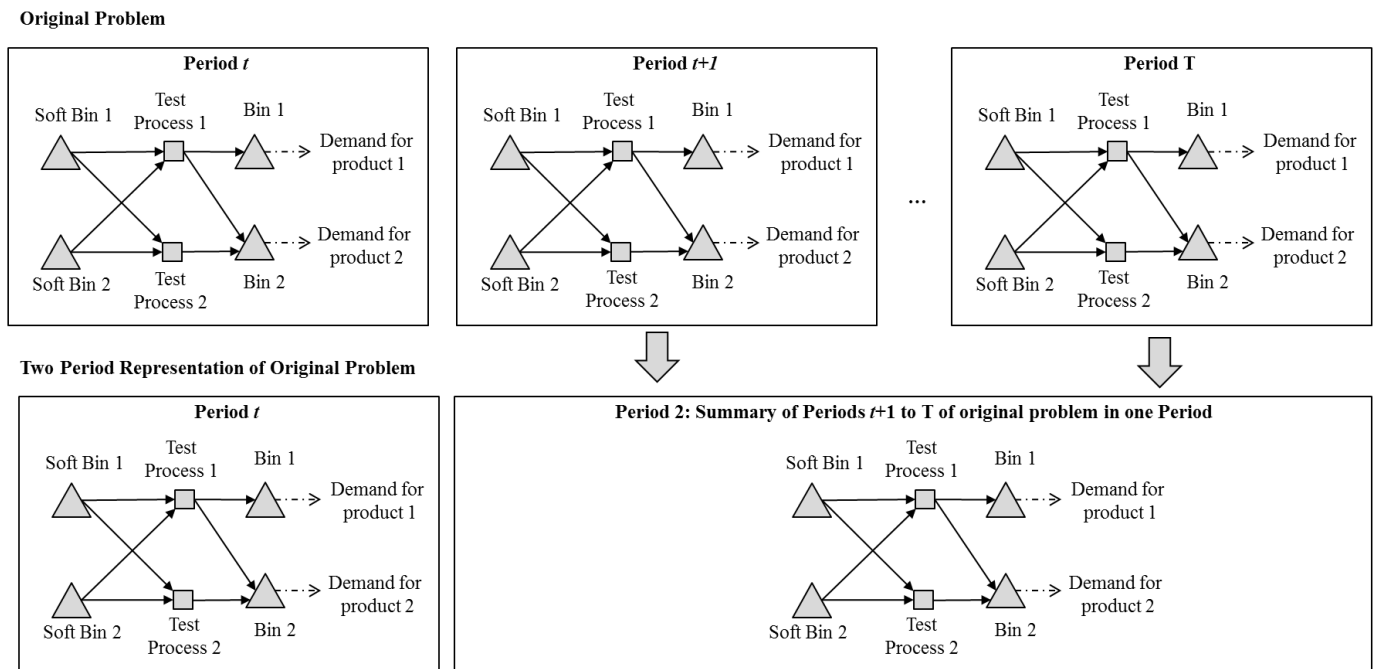 Original Problem
Period t
Soft Bin 1
Test
Process 1
Bin 1
Demand for
product 1
Soft Bin 2
Test
Process 2
Bin 2
Demand for
product 2
Period t+1
Soft Bin 1
Test
Process 1
Bin 1
Demand for
product 1
Soft Bin 2
Test
Process 2
Bin 2
Demand for
product 2
...
Period T
Soft Bin 1
Test
Process 1
Bin 1
Demand for
product 1
Soft Bin 2
Test
Process 2
Bin 2
Demand for
product 2
Two Period Representation of Original Problem
Period t
Soft Bin 1
Test
Process 1
Bin 1
Demand for
product 1
Soft Bin 2
Test
Process 2
Bin 2
Demand for
product 2
Period 2: Summary of Periods t+1 to T of original problem in one Period
Soft Bin 1
Test
Process 1
Bin 1
Demand for
product 1
Soft Bin 2
Test
Process 2
Bin 2
Demand for
product 2